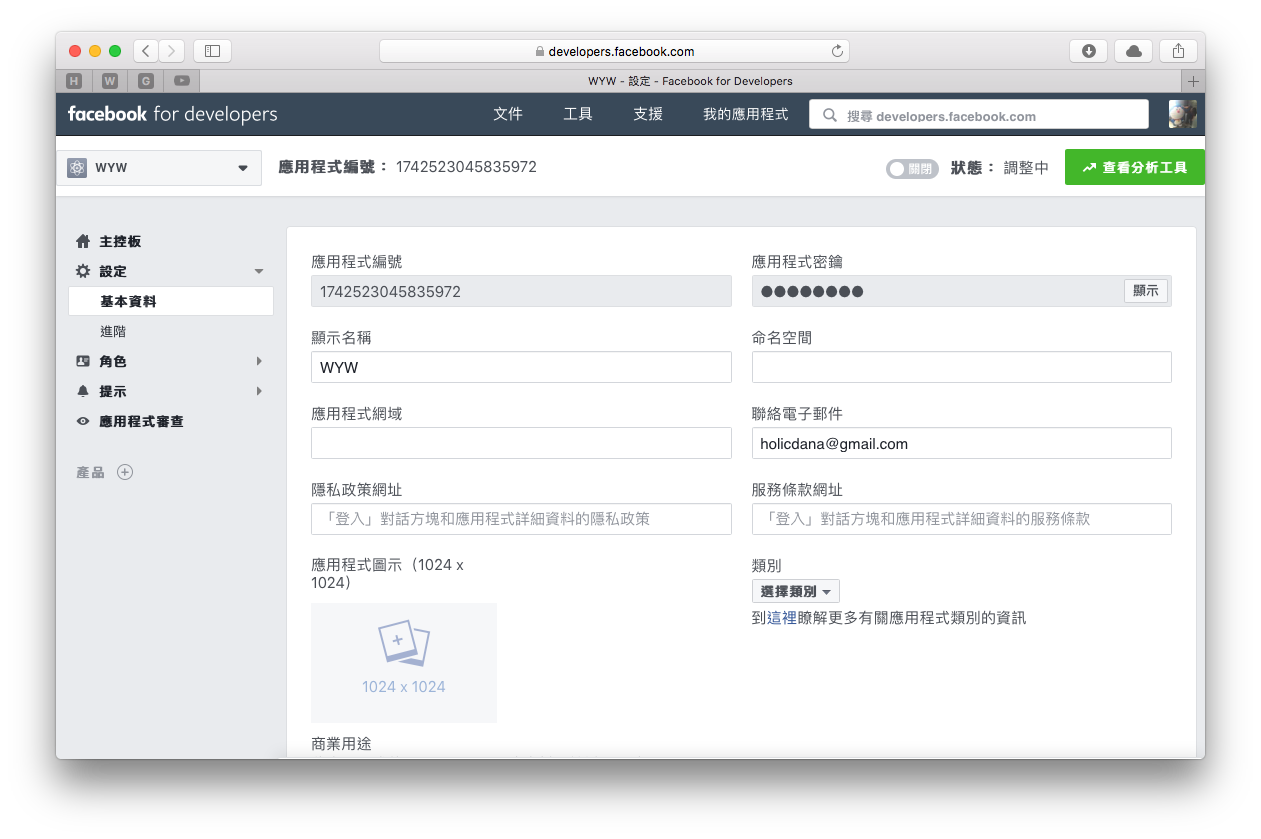 developers.facebook.com
H W G
WYW - 設定 - Facebook for Developers
facebook for developers 文件 工具 支援 我的應用程式 搜尋 developers.facebook.com
WYW 應用程式編號： 1742523045835972 關閉 狀態： 調整中 查看分析工具
主控板
設定
基本資料
進階
角色
提示
應用程式審查
產品
應用程式編號 應用程式密鑰
1742523045835972 ●●●●●●●● 顯示
顯示名稱 命名空間
WYW
應用程式網域 聯絡電子郵件
holicdana@gmail.com
隱私政策網址 服務條款網址
「登入」對話方塊和應用程式詳細資料的隱私政策 「登入」對話方塊和應用程式詳細資料的服務條款
應用程式圖示（1024 x
1024）
類別
選擇類別
到這裡瞭解更多有關應用程式類別的資訊
1024 x 1024
商業用途